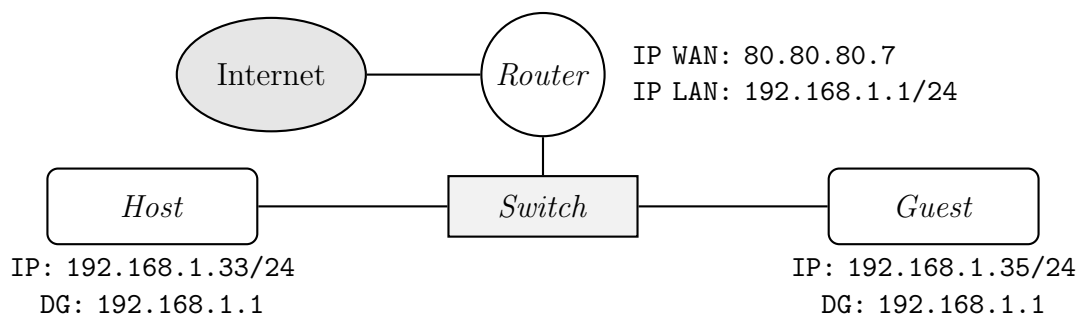 Internet
Router
IP WAN: 80.80.80.7
IP LAN: 192.168.1.1/24
Host
Switch
Guest
IP: 192.168.1.33/24
DG: 192.168.1.1
IP: 192.168.1.35/24
DG: 192.168.1.1